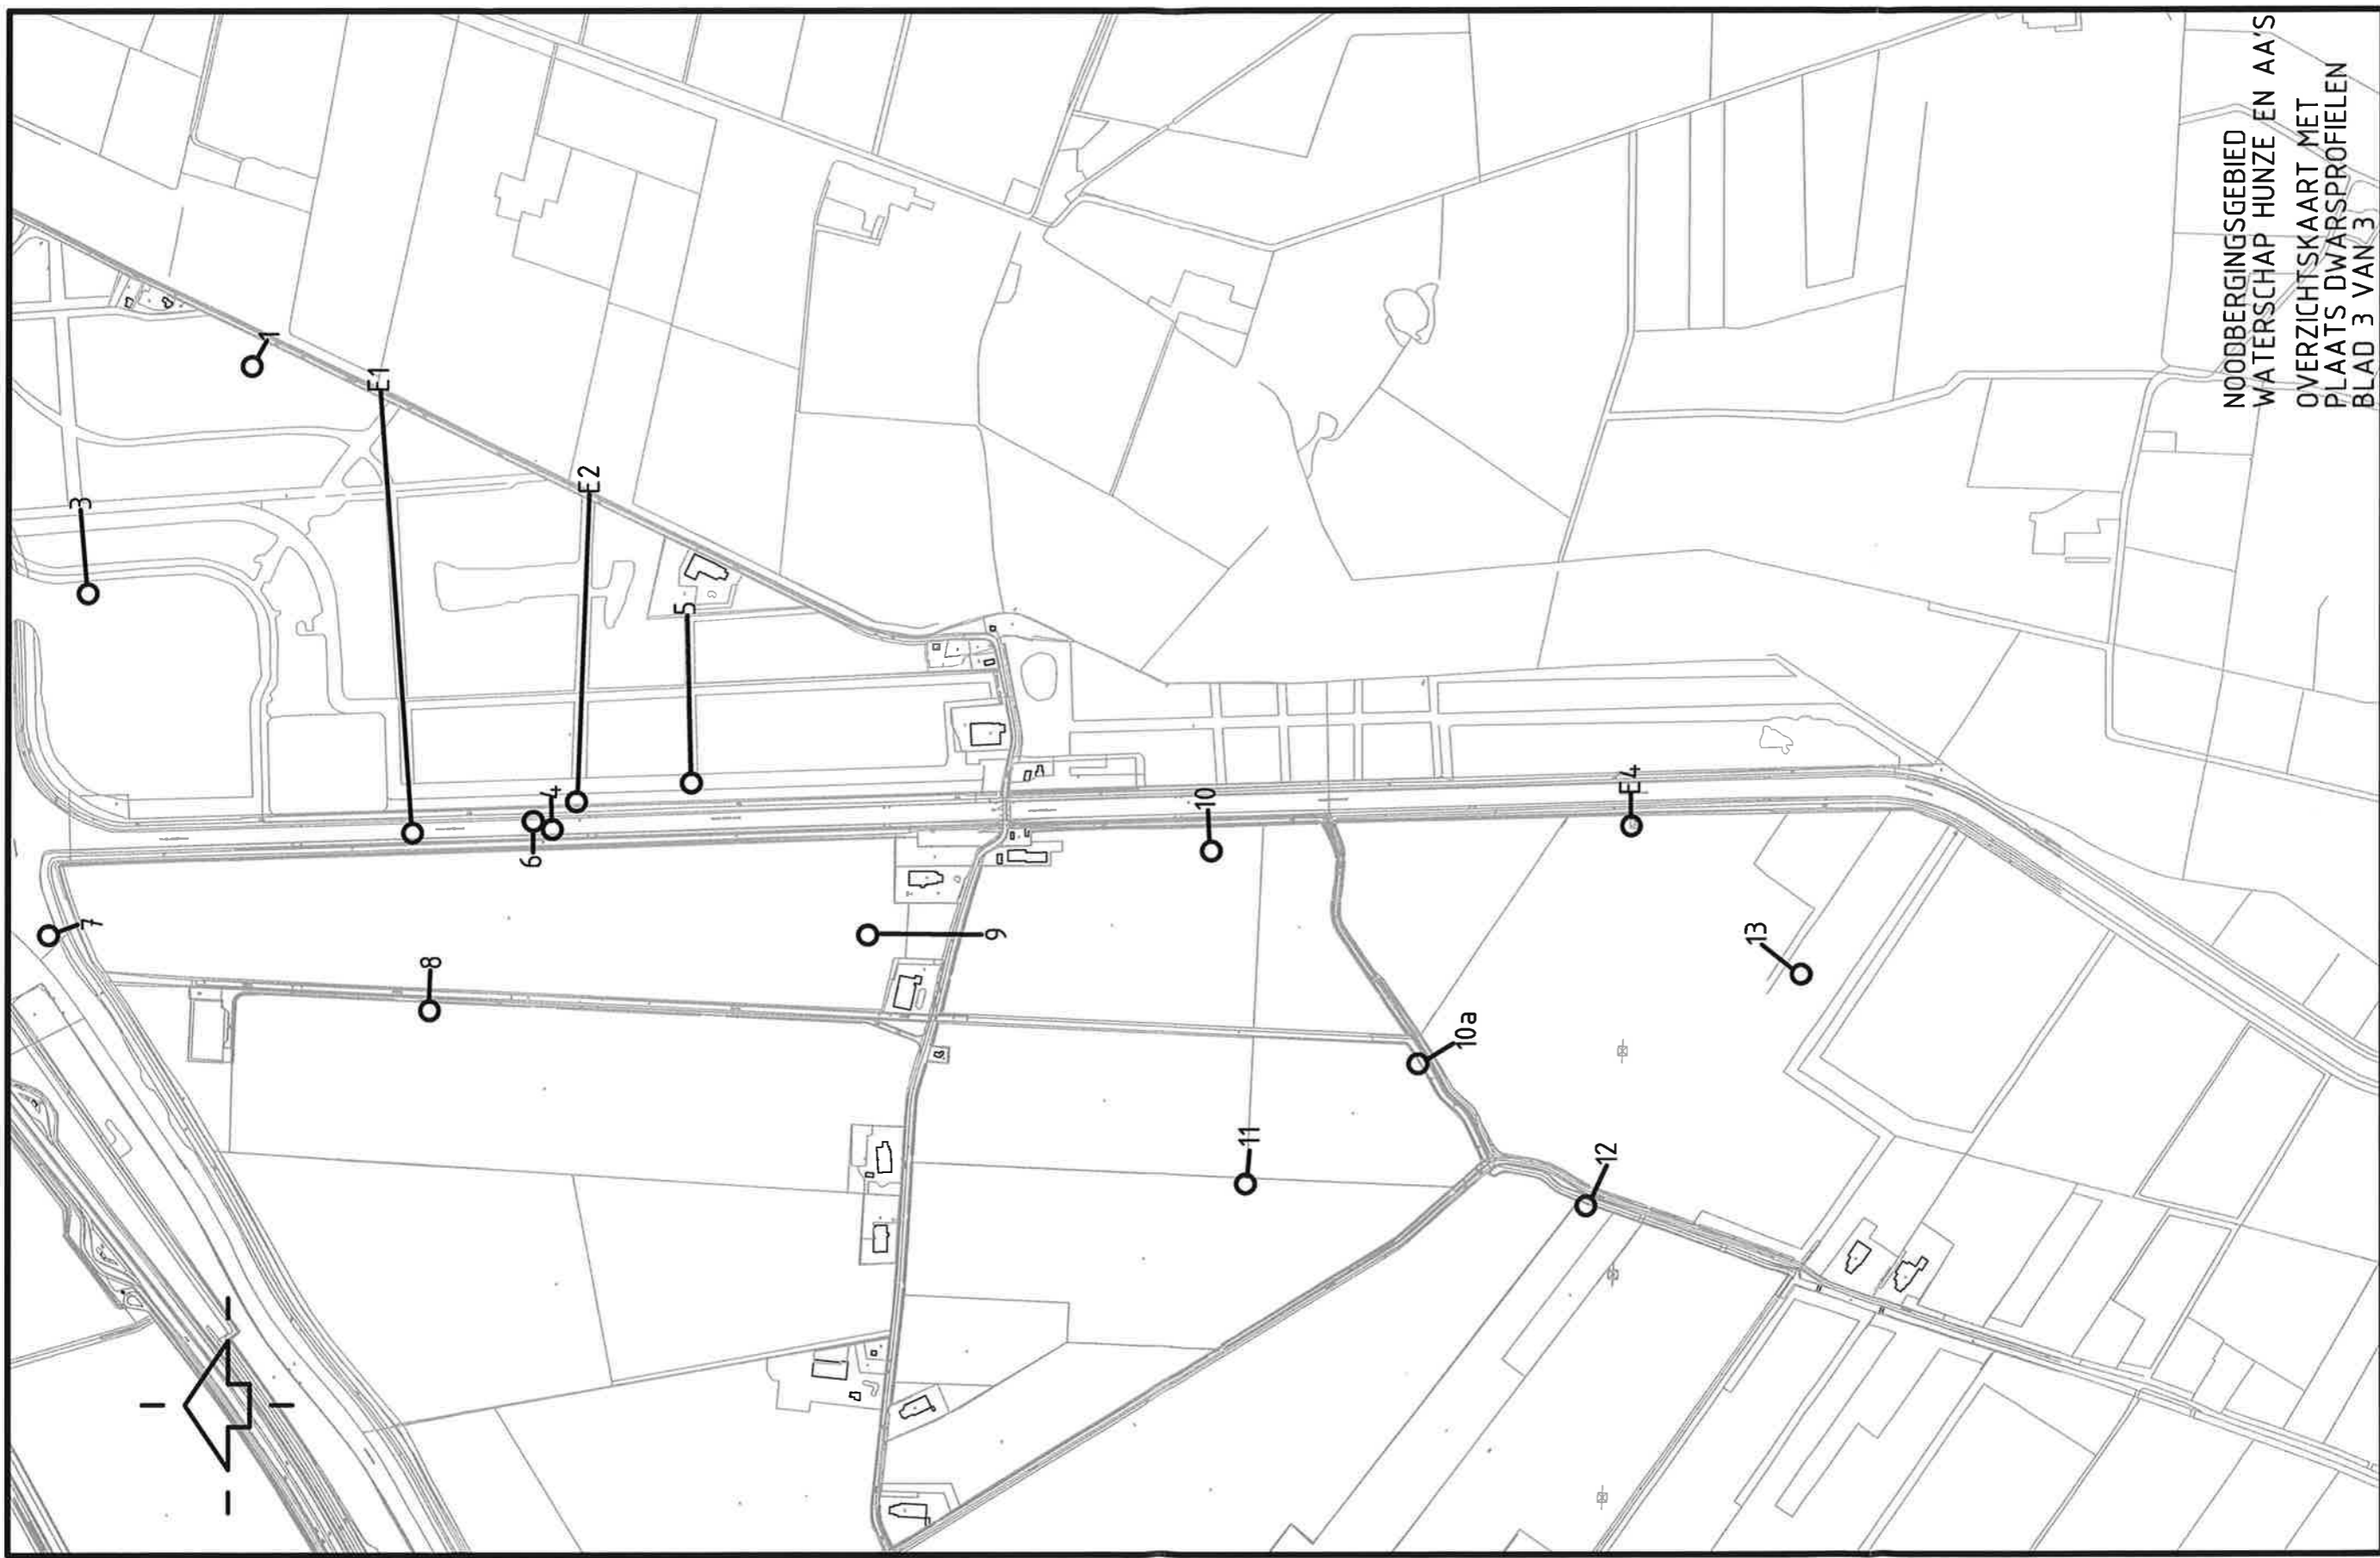 NOODBERGINGSGEBIED
WATERSCHAP HUNZE EN AA'S
OVERZICHTSKAART MET
PLAATS DWARSPROFIELEN
BLAD 3 VAN 3
1
E1
3
E2
5
4
6
7
8
9
10
E4
13
10a
11
12